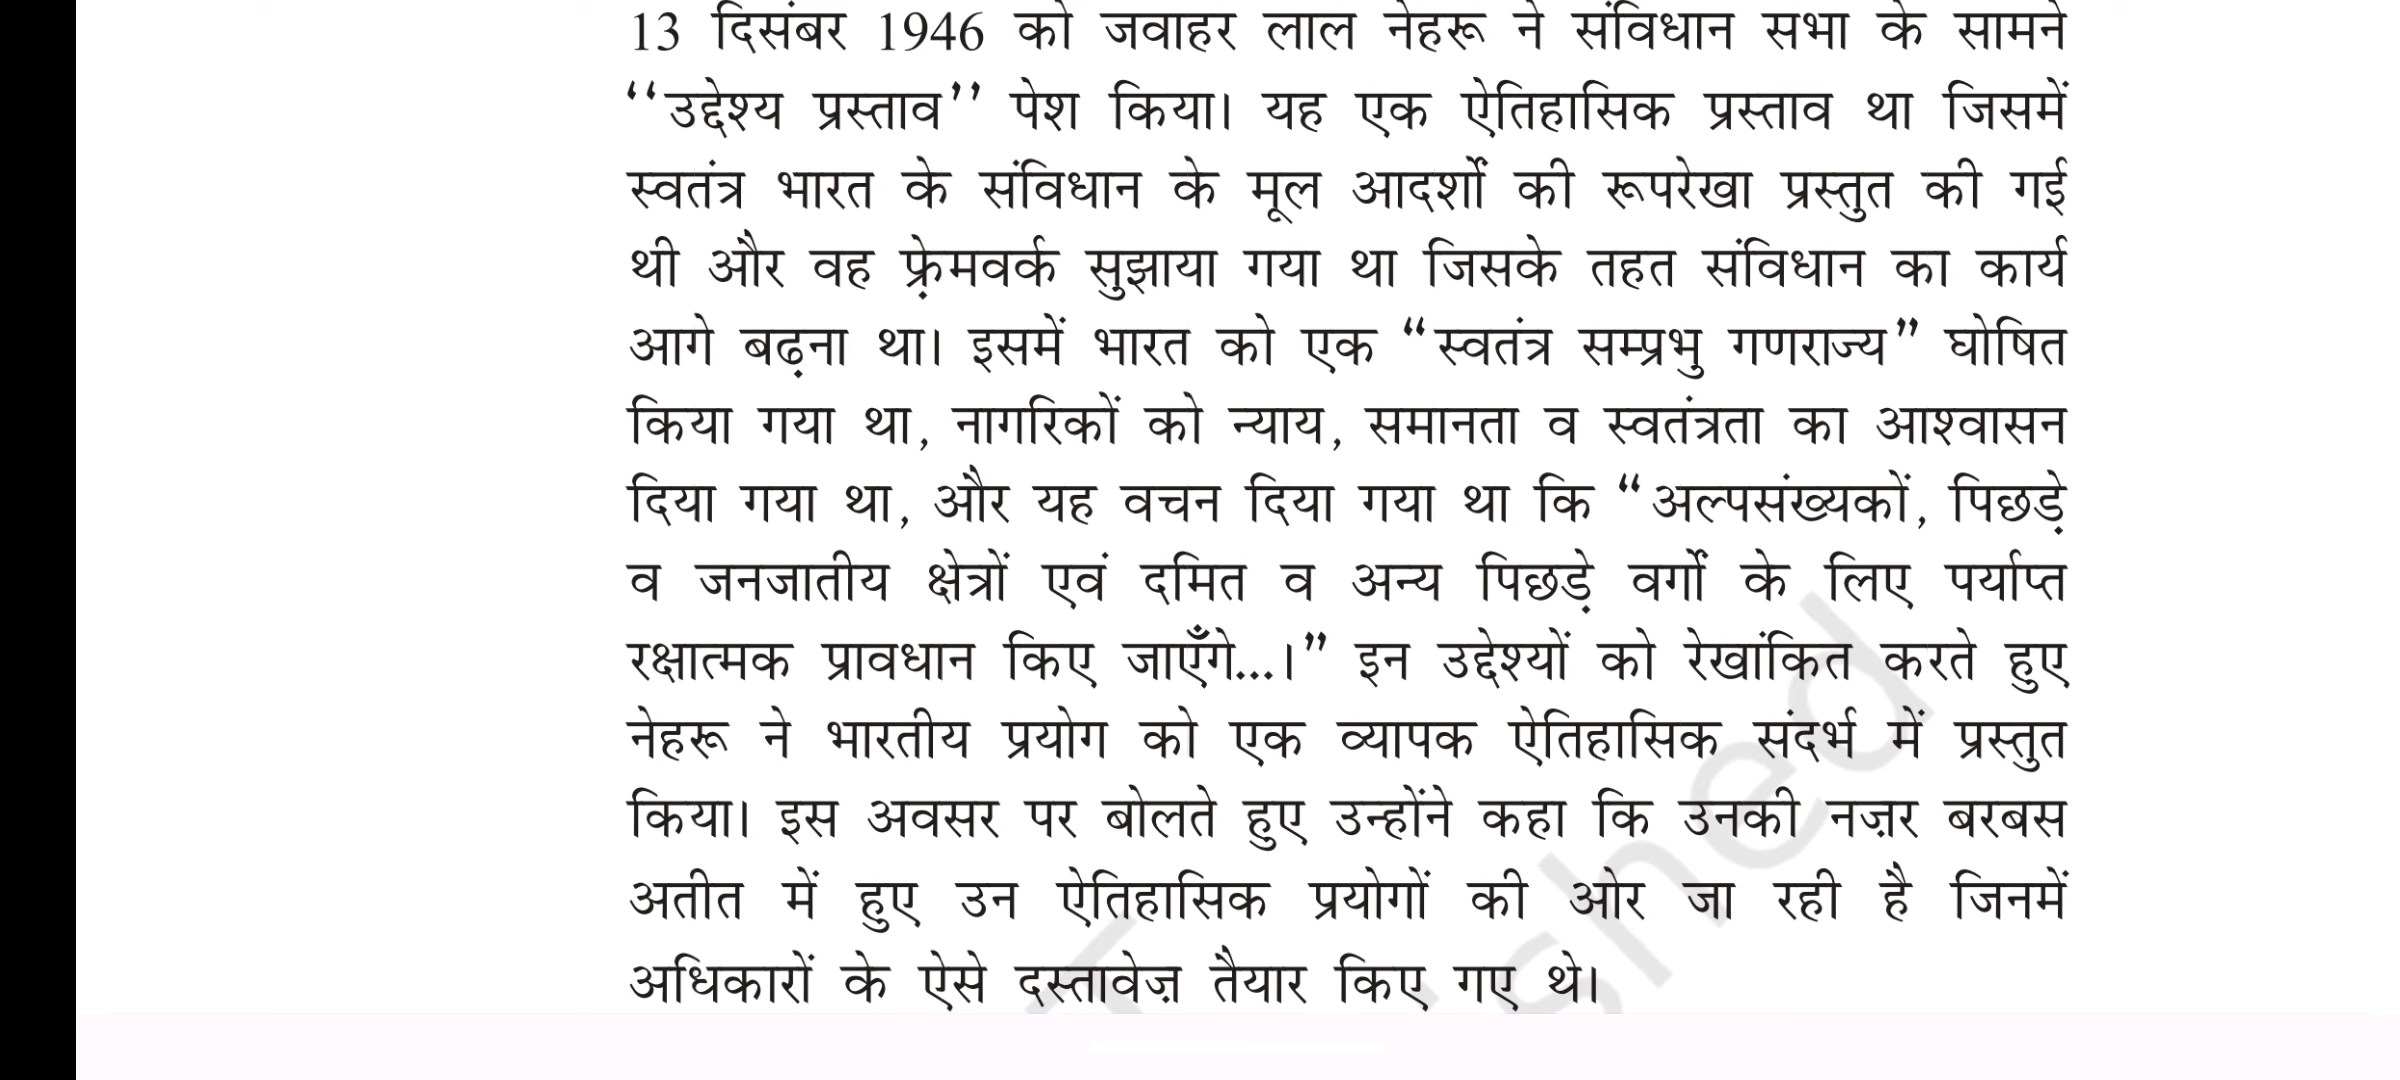 13 दिसंबर 1946 को जवाहर लाल नेहरू ने संविधान सभा के सामने
‘‘उद्देश्य प्रस्ताव’’ पेश किया। यह एक ऐतिहासिक प्रस्ताव था जिसमें
स्वतंत्र भारत के संविधान के मूल आदर्शों की रूपरेखा प्रस्तुत की गई
थी और वह फ़्रेमवर्क सुझाया गया था जिसके तहत संविधान का कार्य
आगे बढ़ना था। इसमें भारत को एक “स्वतंत्र सम्प्रभु गणराज्य” घोषित
किया गया था, नागरिकों को न्याय, समानता व स्वतंत्रता का आश्वासन
दिया गया था, और यह वचन दिया गया था कि “अल्पसंख्यकों, पिछड़े
व जनजातीय क्षेत्रों एवं दमित व अन्य पिछड़े वर्गों के लिए पर्याप्त
रक्षात्मक प्रावधान किए जाएँगे...।” इन उद्देश्यों को रेखांकित करते हुए
नेहरू ने भारतीय प्रयोग को एक व्यापक ऐतिहासिक संदर्भ में प्रस्तुत
किया। इस अवसर पर बोलते हुए उन्होंने कहा कि उनकी नज़र बरबस
अतीत में हुए उन ऐतिहासिक प्रयोगों की ओर जा रही है जिनमें
अधिकारों के ऐसे दस्तावेज़ तैयार किए गए थे।